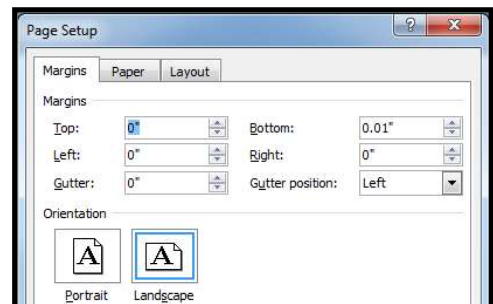 Page Setup
Margins Paper Layout
Margins
Top: 0" Bottom: 0.01"
Left: 0" Right: 0"
Gutter: 0" Gutter position: Left
Orientation
A A
Portrait Landscape